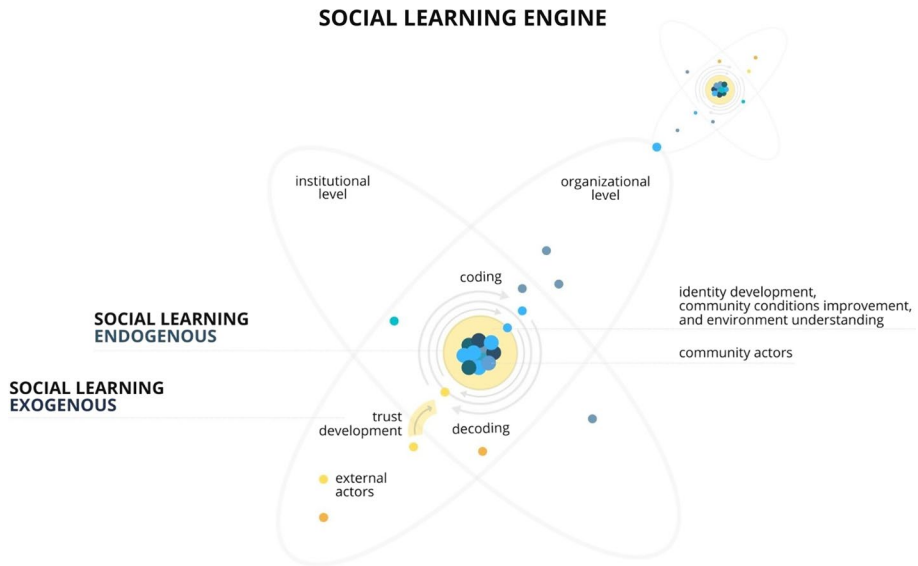 SOCIAL LEARNING ENGINE
institutional
level
organizational
level
coding
identity development,
community conditions improvement,
and environment understanding
SOCIAL LEARNING
ENDOGENOUS
community actors
SOCIAL LEARNING
EXOGENOUS
trust
development
decoding
external
actors